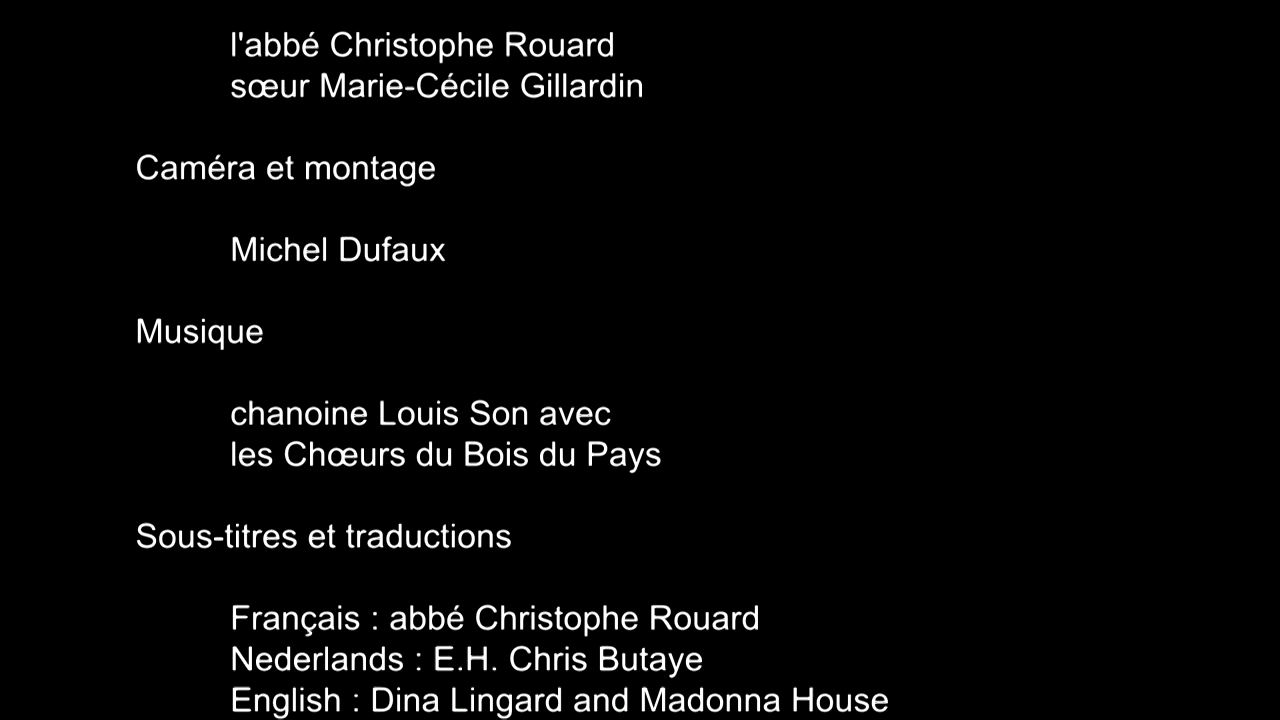 l'abbé Christophe Rouard
sœur Marie-Cécile Gillardin
Caméra et montage
Michel Dufaux
Musique
chanoine Louis Son avec
les Chœurs du Bois du Pays
Sous-titres et traductions
Français : abbé Christophe Rouard
Nederlands : E.H. Chris Butaye
English : Dina Lingard and Madonna House